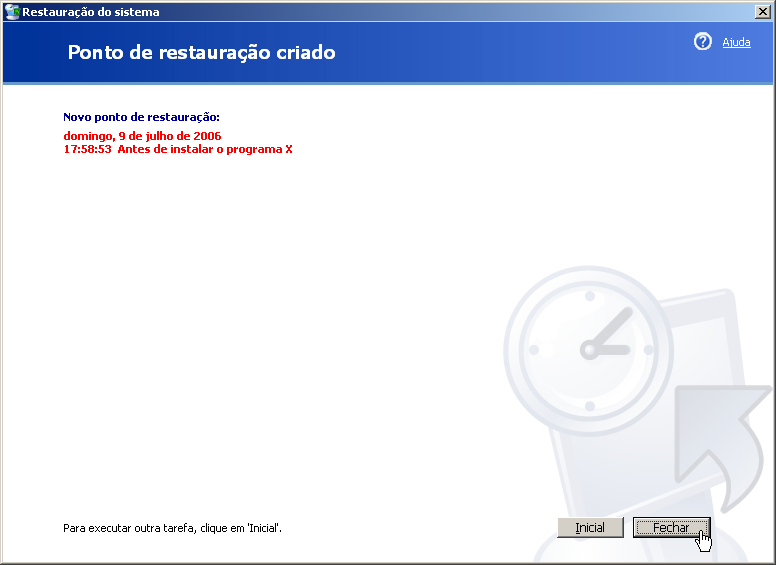 Restauração do sistema
Ponto de restauração criado
Ajuda
Novo ponto de restauração:
domingo, 9 de julho de 2006
17:58:53 Antes de instalar o programa X
Para executar outra tarefa, clique em 'Inicial'.
Inicial
Fechar